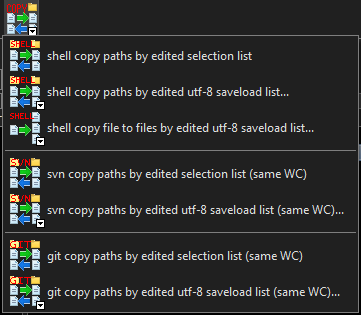 shell copy paths by edited selection list
shell copy paths by edited utf-8 saveload list...
shell copy file to files by edited utf-8 saveload list...
svn copy paths by edited selection list (same WC)
svn copy paths by edited utf-8 saveload list (same WC)...
git copy paths by edited selection list (same WC)
git copy paths by edited utf-8 saveload list (same WC)...